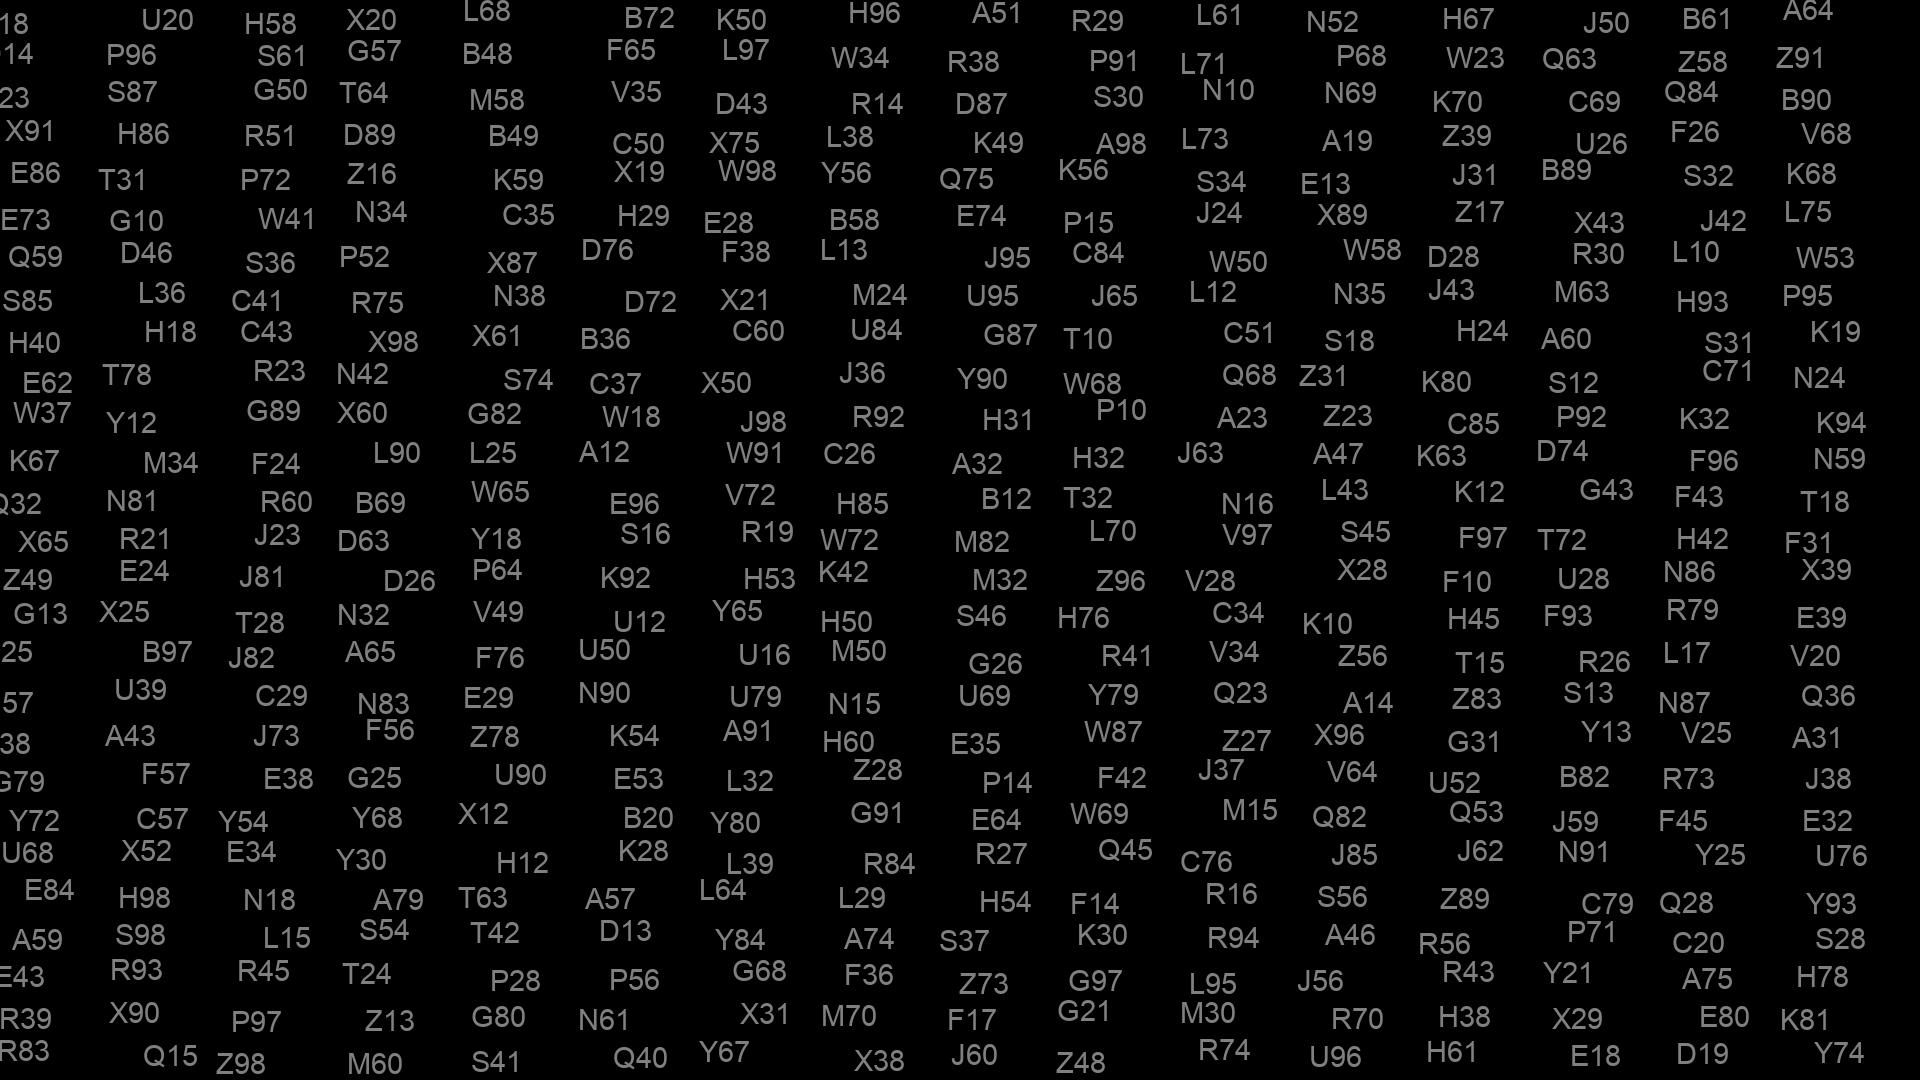 18 U20 H58 X20 L68 B72 K50 H96 A51 R29 L61 N52 H67 J50 B61 A64
14 P96 S61 G57 B48 F65 L97 W34 R38 P91 L71 P68 W23 Q63 Z58 Z91
23 S87 G50 T64 M58 V35 D43 R14 D87 S30 N10 N69 K70 C69 Q84 B90
X91 H86 R51 D89 B49 C50 X75 L38 K49 A98 L73 A19 Z39 U26 F26 V68
E86 T31 P72 Z16 K59 X19 W98 Y56 Q75 K56 S34 E13 J31 B89 S32 K68
E73 G10 W41 N34 C35 H29 E28 B58 E74 P15 J24 X89 Z17 X43 J42 L75
Q59 D46 S36 P52 X87 D76 F38 L13 J95 C84 W50 W58 D28 R30 L10 W53
S85 L36 C41 R75 N38 D72 X21 M24 U95 J65 L12 N35 J43 M63 H93 P95
H40 H18 C43 X98 X61 B36 C60 U84 G87 T10 C51 S18 H24 A60 S31 K19
E62 T78 R23 N42 S74 C37 X50 J36 Y90 W68 Q68 Z31 K80 S12 C71 N24
W37 Y12 G89 X60 G82 W18 J98 R92 H31 P10 A23 Z23 C85 P92 K32 K94
K67 M34 F24 L90 L25 A12 W91 C26 A32 H32 J63 A47 K63 D74 F96 N59
Q32 N81 R60 B69 W65 E96 V72 H85 B12 T32 N16 L43 K12 G43 F43 T18
X65 R21 J23 D63 Y18 S16 R19 W72 M82 L70 V97 S45 F97 T72 H42 F31
Z49 E24 J81 D26 P64 K92 H53 K42 M32 Z96 V28 X28 F10 U28 N86 X39
G13 X25 T28 N32 V49 U12 Y65 H50 S46 H76 C34 K10 H45 F93 R79 E39
25 B97 J82 A65 F76 U50 U16 M50 G26 R41 V34 Z56 T15 R26 L17 V20
57 U39 C29 N83 E29 N90 U79 N15 U69 Y79 Q23 A14 Z83 S13 N87 Q36
38 A43 J73 F56 Z78 K54 A91 H60 E35 W87 Z27 X96 G31 Y13 V25 A31
G79 F57 E38 G25 U90 E53 L32 Z28 P14 F42 J37 V64 U52 B82 R73 J38
Y72 C57 Y54 Y68 X12 B20 Y80 G91 E64 W69 M15 Q82 Q53 J59 F45 E32
U68 X52 E34 Y30 H12 K28 L39 R84 R27 Q45 C76 J85 J62 N91 Y25 U76
E84 H98 N18 A79 T63 A57 L64 L29 H54 F14 R16 S56 Z89 C79 Q28 Y93
A59 S98 L15 S54 T42 D13 Y84 A74 S37 K30 R94 A46 R56 P71 C20 S28
E43 R93 R45 T24 P28 P56 G68 F36 Z73 G97 L95 J56 R43 Y21 A75 H78
R39 X90 P97 Z13 G80 N61 X31 M70 F17 G21 M30 R70 H38 X29 E80 K81
R83 Q15 Z98 M60 S41 Q40 Y67 X38 J60 Z48 R74 U96 H61 E18 D19 Y74